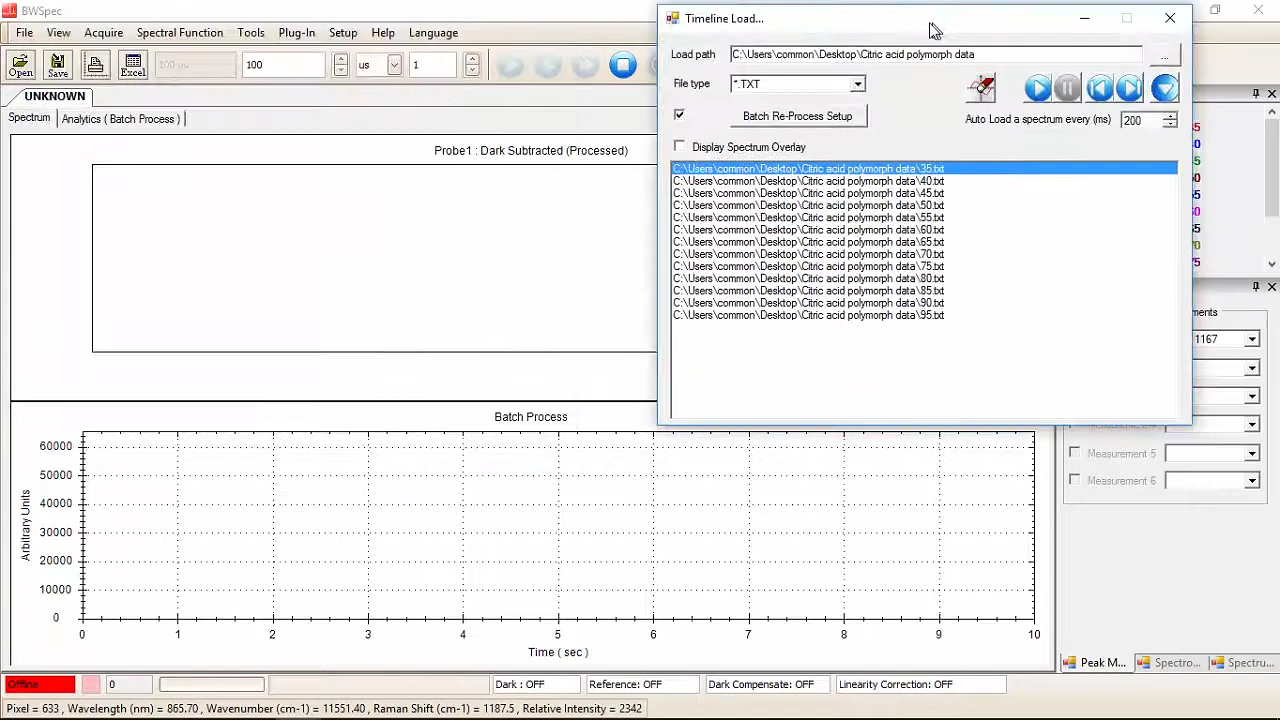 BWSpec
File View Acquire Spectral Function Tools Plug-In Setup Help Language
Open Save Excel 100 ms 100 us 1
UNKNOWN
Spectrum Analytics ( Batch Process )
Probe1 : Dark Subtracted (Processed)
Timeline Load...
Load path C:\Users\common\Desktop\Citric acid polymorph data ...
File type *.TXT
Batch Re-Process Setup
Auto Load a spectrum every (ms) 200
Display Spectrum Overlay
C:\Users\common\Desktop\Citric acid polymorph data\35.txt
C:\Users\common\Desktop\Citric acid polymorph data\40.txt
C:\Users\common\Desktop\Citric acid polymorph data\45.txt
C:\Users\common\Desktop\Citric acid polymorph data\50.txt
C:\Users\common\Desktop\Citric acid polymorph data\55.txt
C:\Users\common\Desktop\Citric acid polymorph data\60.txt
C:\Users\common\Desktop\Citric acid polymorph data\65.txt
C:\Users\common\Desktop\Citric acid polymorph data\70.txt
C:\Users\common\Desktop\Citric acid polymorph data\75.txt
C:\Users\common\Desktop\Citric acid polymorph data\80.txt
C:\Users\common\Desktop\Citric acid polymorph data\85.txt
C:\Users\common\Desktop\Citric acid polymorph data\90.txt
C:\Users\common\Desktop\Citric acid polymorph data\95.txt
35
40
45
50
55
60
65
70
75
ments
1167
Measurement 5
Measurement 6
Batch Process
Arbitrary Units
60000
50000
40000
30000
20000
10000
0
0 1 2 3 4 5 6 7 8 9 10
Time ( sec )
Peak M... Spectro... Spectru...
Offline 0 Dark : OFF Reference: OFF Dark Compensate: OFF Linearity Correction: OFF
Pixel = 633, Wavelength (nm) = 865.70, Wavenumber (cm-1) = 11551.40, Raman Shift (cm-1) = 1187.5, Relative Intensity = 2342